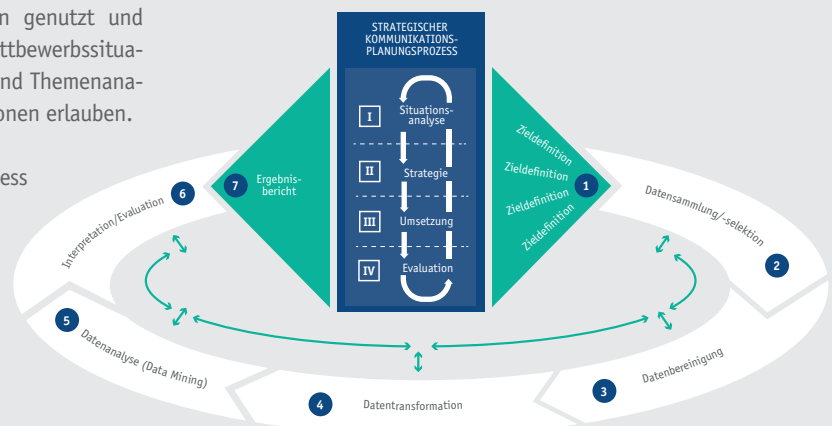 n genutzt und
ttbewerbssitua-
nd Themenana-
onen erlauben.
ess
STRATEGISCHER
KOMMUNIKATIONS-
PLANUNGSPROZESS
I
Situations-
analyse
II
Strategie
III
Umsetzung
IV
Evaluation
7
Ergebnis-
bericht
Zieldefinition
Zieldefinition
Zieldefinition
Zieldefinition
1
Datensammlung/-selektion
2
Datenbereinigung
3
4
Datentransformation
5
Datenanalyse (Data Mining)
Interpretation/Evaluation
6